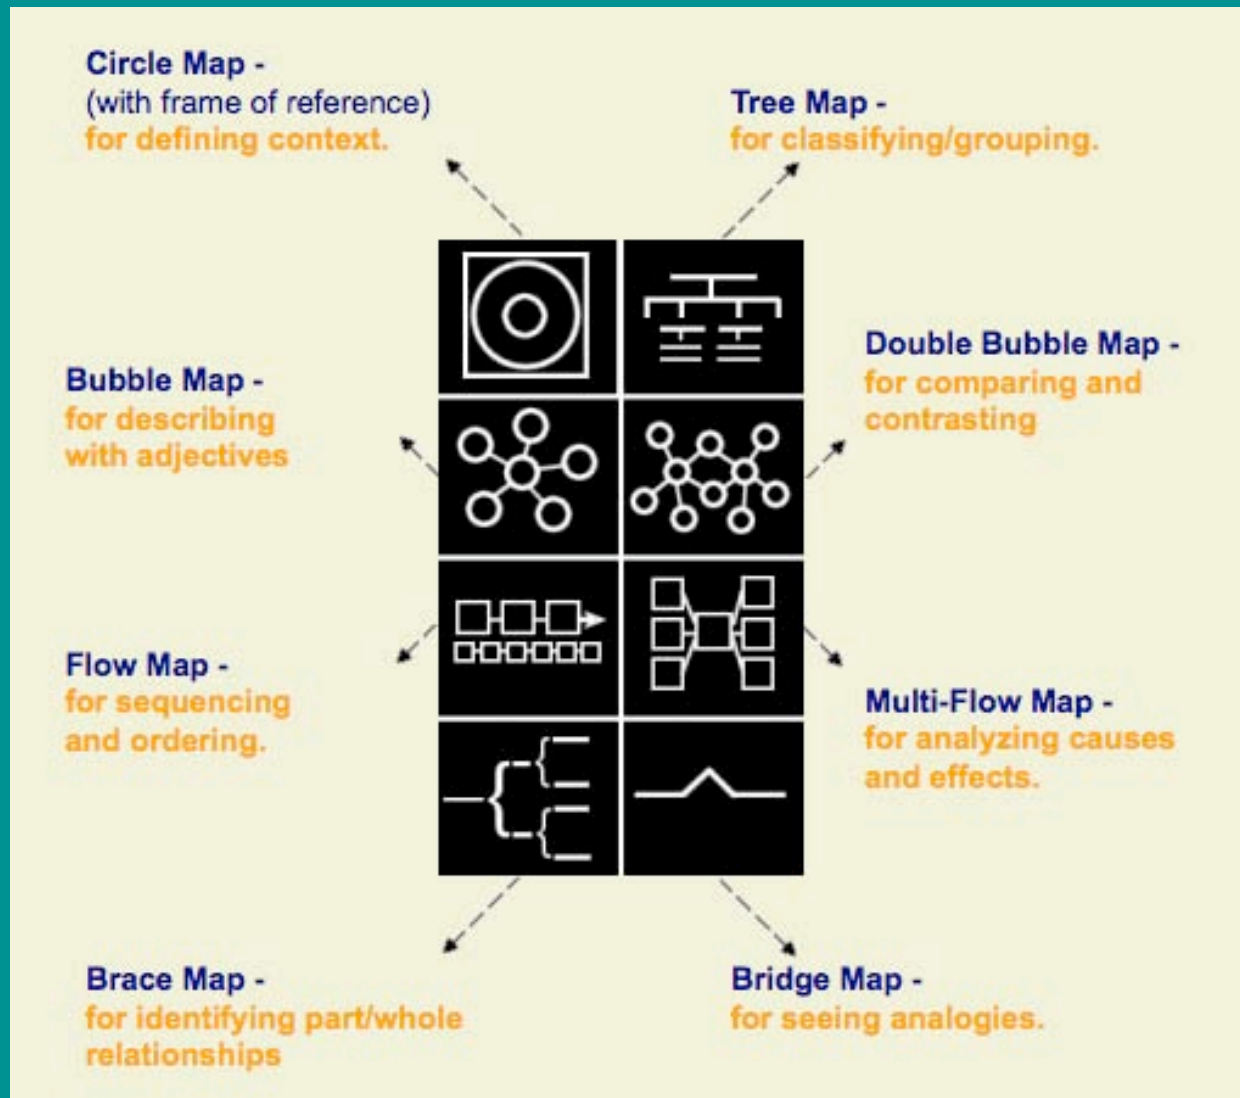 Circle Map -
(with frame of reference)
for defining context.
Tree Map -
for classifying/grouping.
Bubble Map -
for describing
with adjectives
Double Bubble Map -
for comparing and
contrasting
Flow Map -
for sequencing
and ordering.
Multi-Flow Map -
for analyzing causes
and effects.
Brace Map -
for identifying part/whole
relationships
Bridge Map -
for seeing analogies.